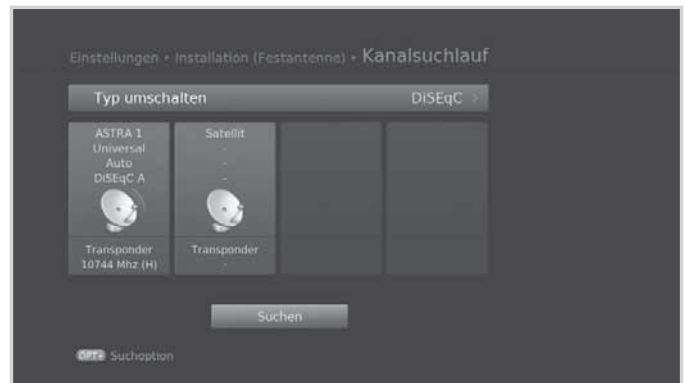 Einstellungen • Installation (Festantenne) • Kanalsuchlauf
Typ umschalten DiSEqC >
ASTRA 1
Universal
Auto
DiSEqC A
Transponder
10744 Mhz (H)
Satellit
-
-
-
Transponder
-
Suchen
OPT+ Suchoption